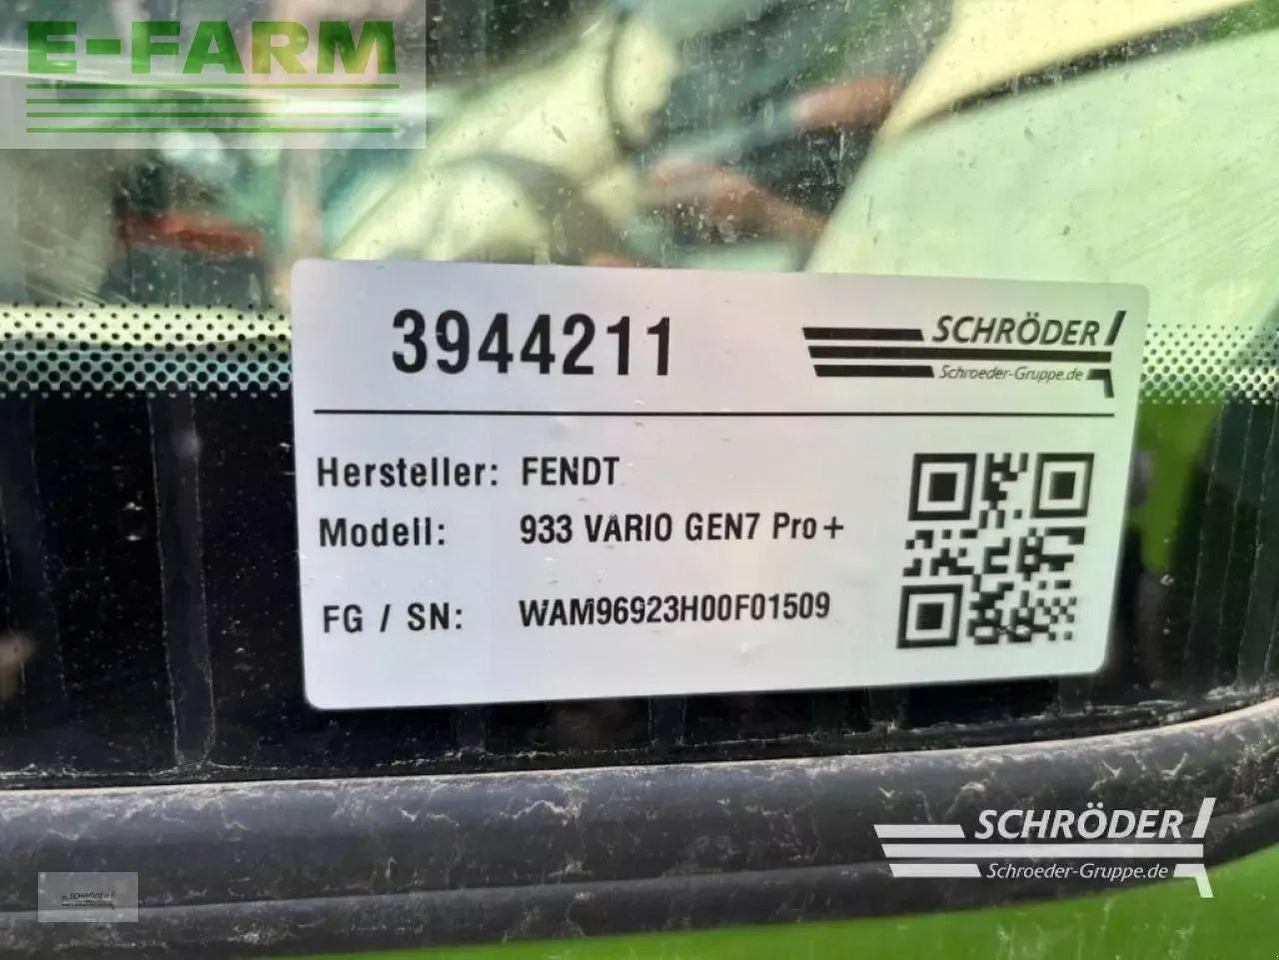 E-FARM
3944211
SCHRÖDER
Schroeder-Gruppe.de
Hersteller: FENDT
Modell: 933 VARIO GEN7 Pro+
FG / SN: WAM96923H00F01509
SCHRÖDER
Schroeder-Gruppe.de
SCHRÖDER